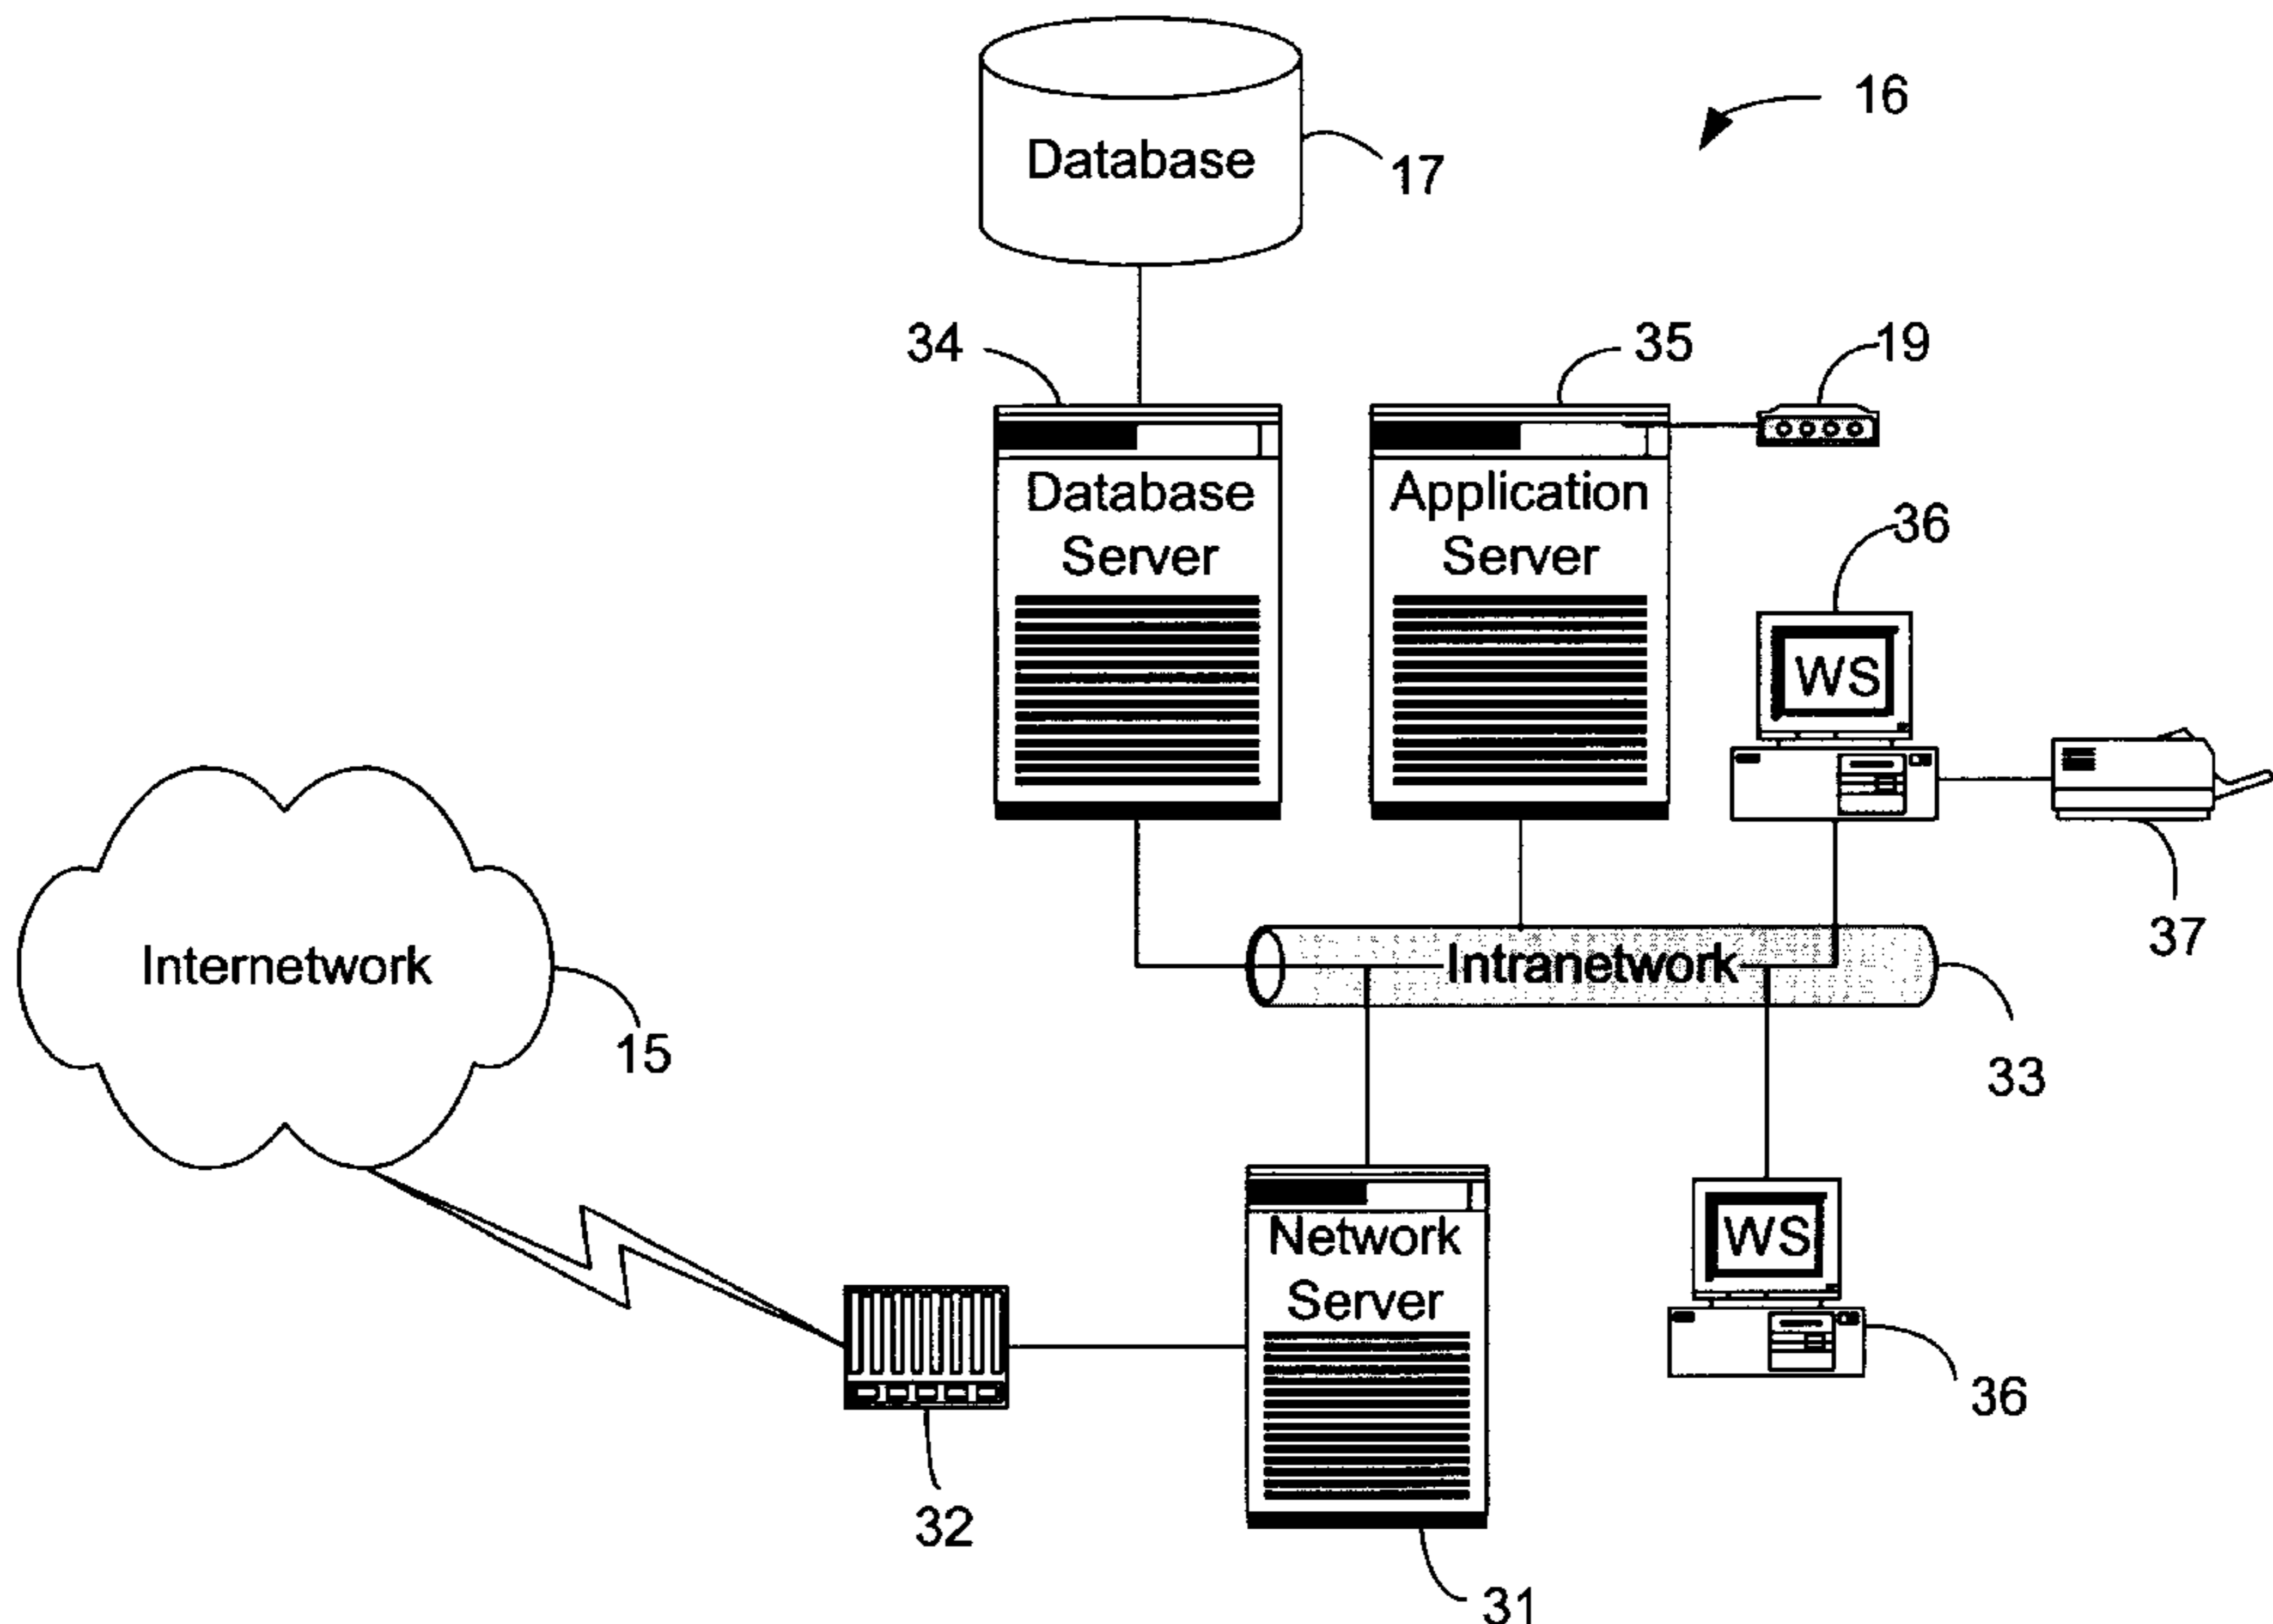 16
Database
17
34
35
19
Database
Server
Application
Server
36
WS
37
Internetwork
Intranetwork
15
33
Network
Server
WS
36
32
31